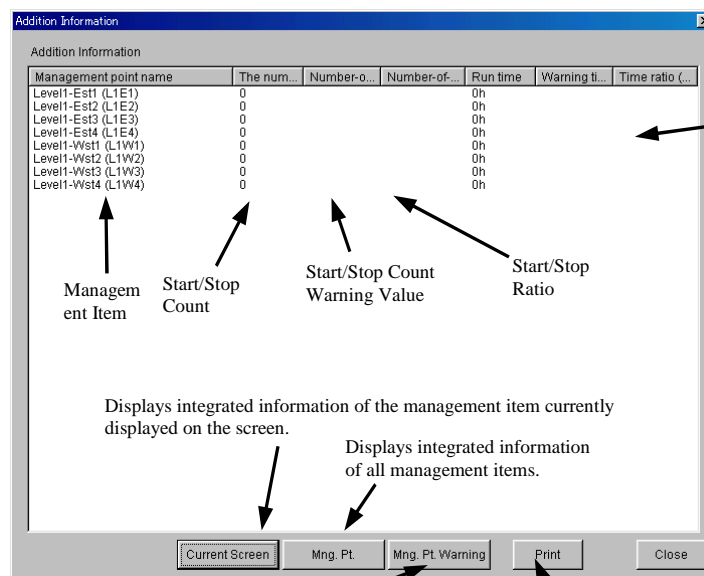 Addition Information
Addition Information
Management point name The num... Number-o... Number-of-... Run time Warning ti... Time ratio (...
Level1-Est1 (L1E1) 0 0h
Level1-Est2 (L1E2) 0 0h
Level1-Est3 (L1E3) 0 0h
Level1-Est4 (L1E4) 0 0h
Level1-Wst1 (L1W1) 0 0h
Level1-Wst2 (L1W2) 0 0h
Level1-Wst3 (L1W3) 0 0h
Level1-Wst4 (L1W4) 0 0h
Managem
ent Item
Start/Stop
Count
Start/Stop Count
Warning Value
Start/Stop
Ratio
Displays integrated information of the management item currently
displayed on the screen.
Displays integrated information
of all management items.
Current Screen Mng. Pt. Mng. Pt. Warning Print Close